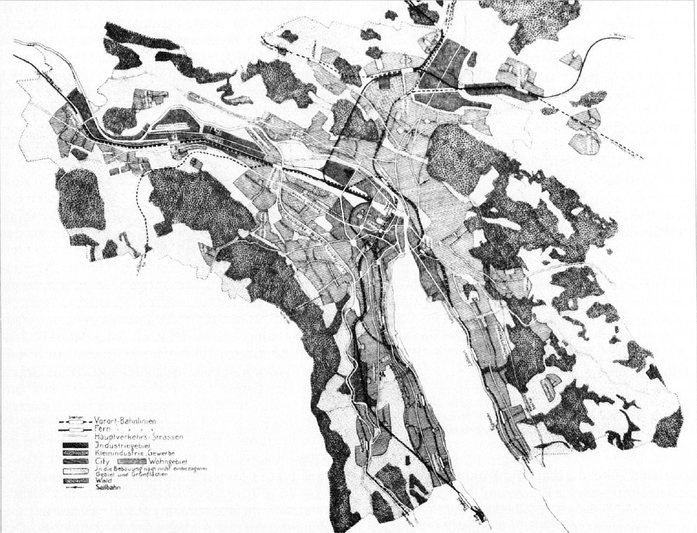 Vorort-Bahnlinien
Fern
Hauptverkehrs-Strassen
Industriegebiet
Kleinindustrie, Gewerbe
City Wohngebiet
In die Bebauung noch nicht einbezogenes
Gebiet und Grünflächen
Wald
Seilbahn